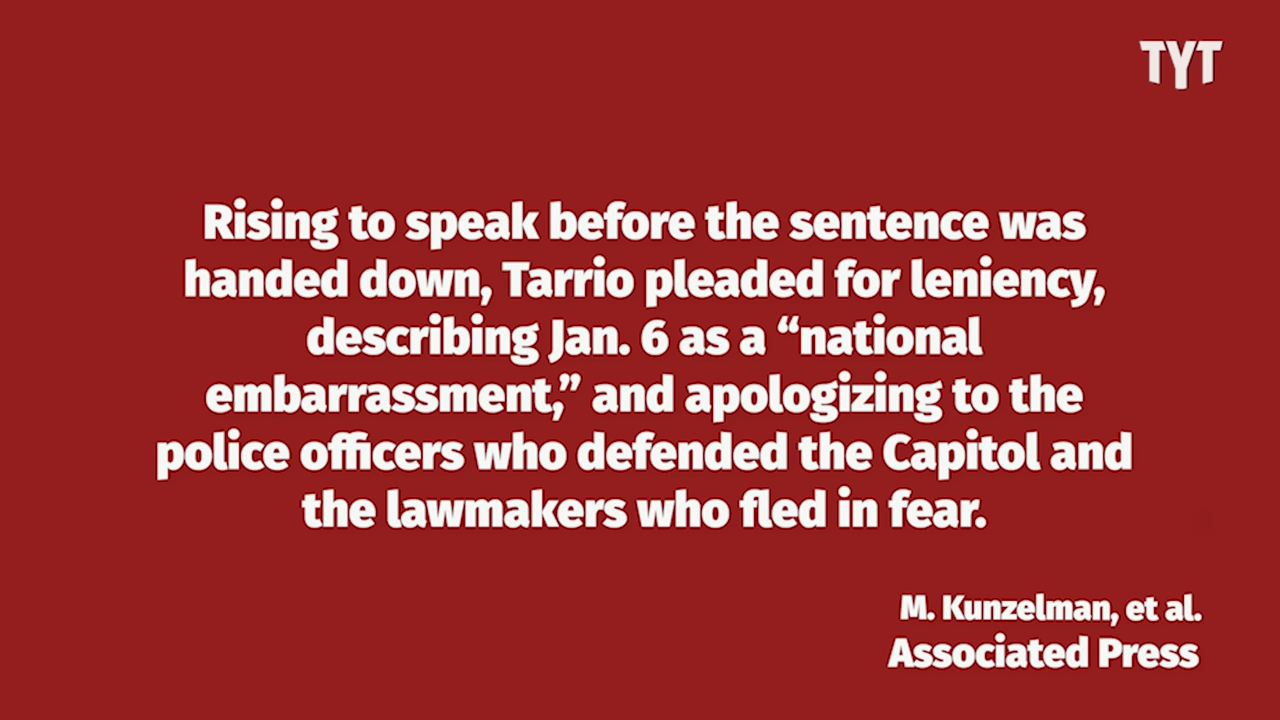 TYT
Rising to speak before the sentence was
handed down, Tarrio pleaded for leniency,
describing Jan. 6 as a “national
embarrassment,” and apologizing to the
police officers who defended the Capitol and
the lawmakers who fled in fear.
M. Kunzelman, et al.
Associated Press